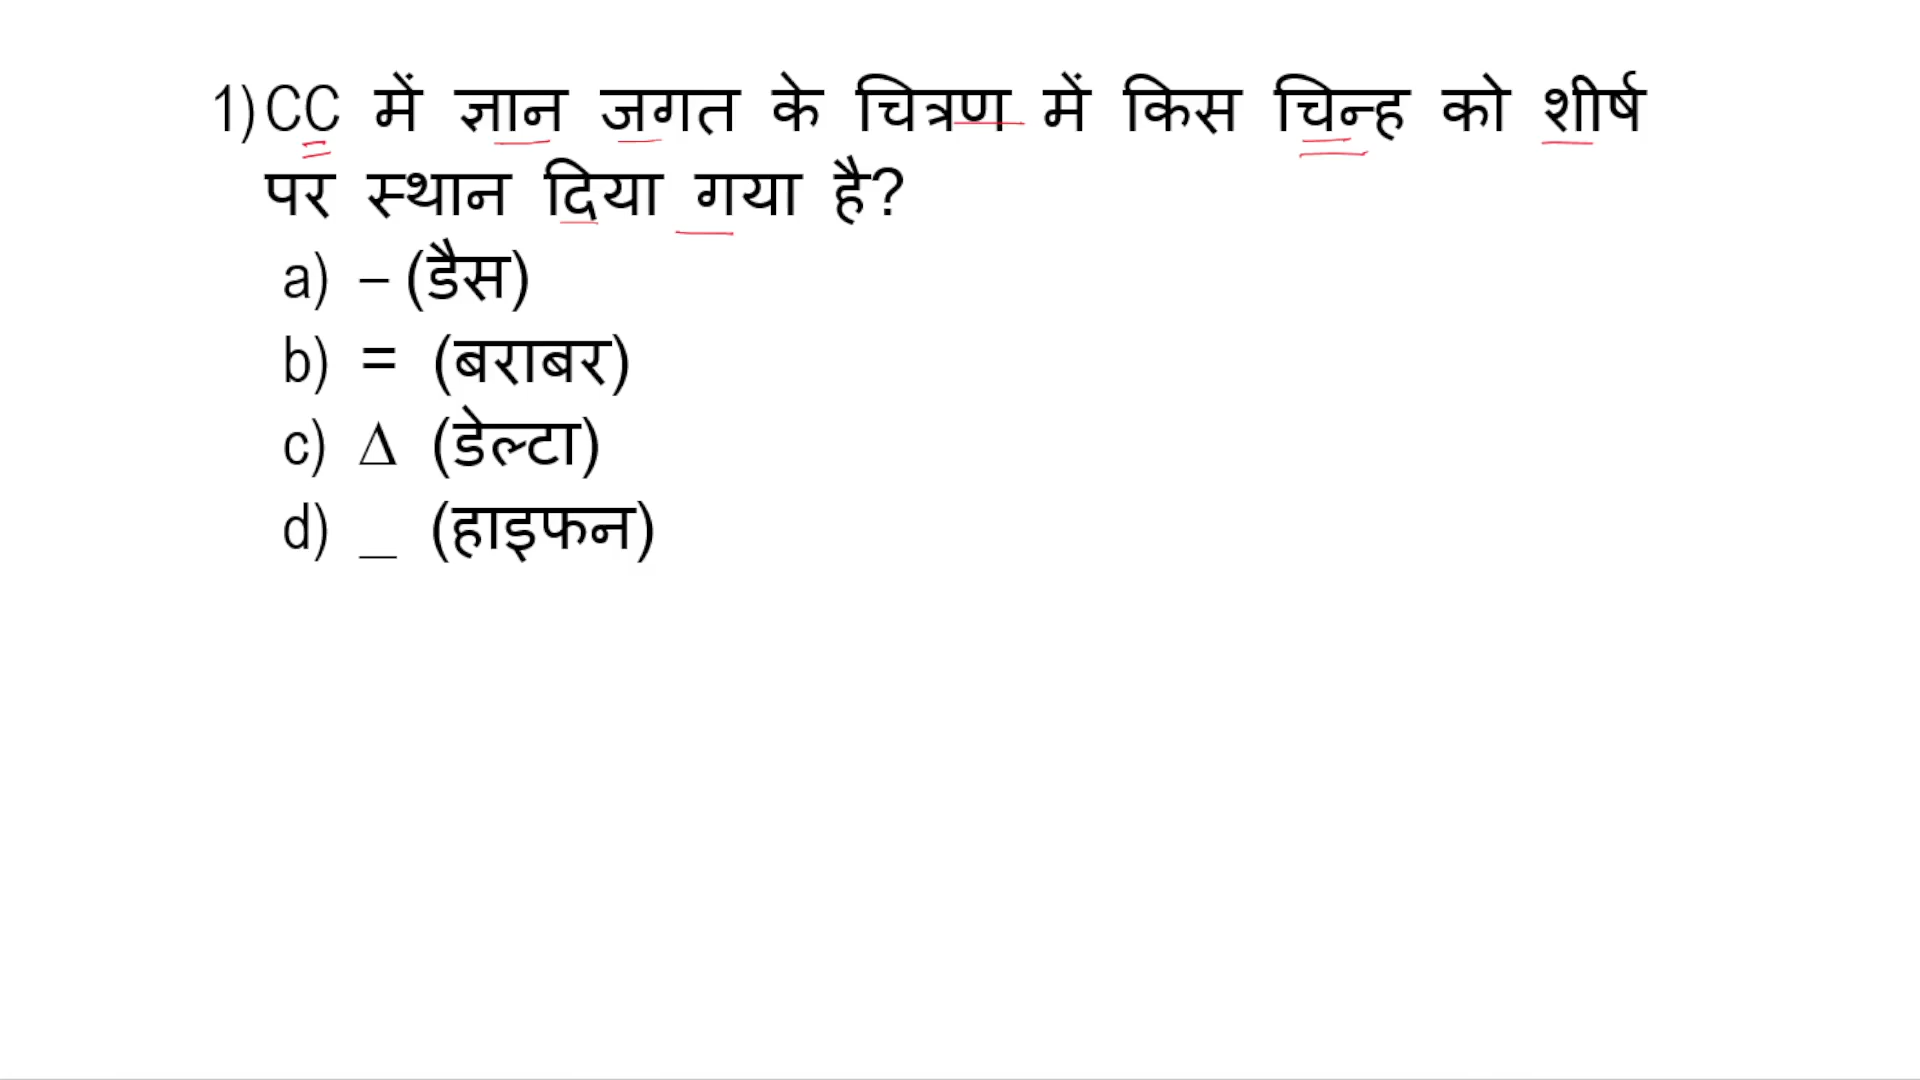 1) CC में ज्ञान जगत के चित्रण में किस चिन्ह को शीर्ष
पर स्थान दिया गया है?
a) – (डैस)
b) = (बराबर)
c) Δ (डेल्टा)
d) _ (हाइफन)